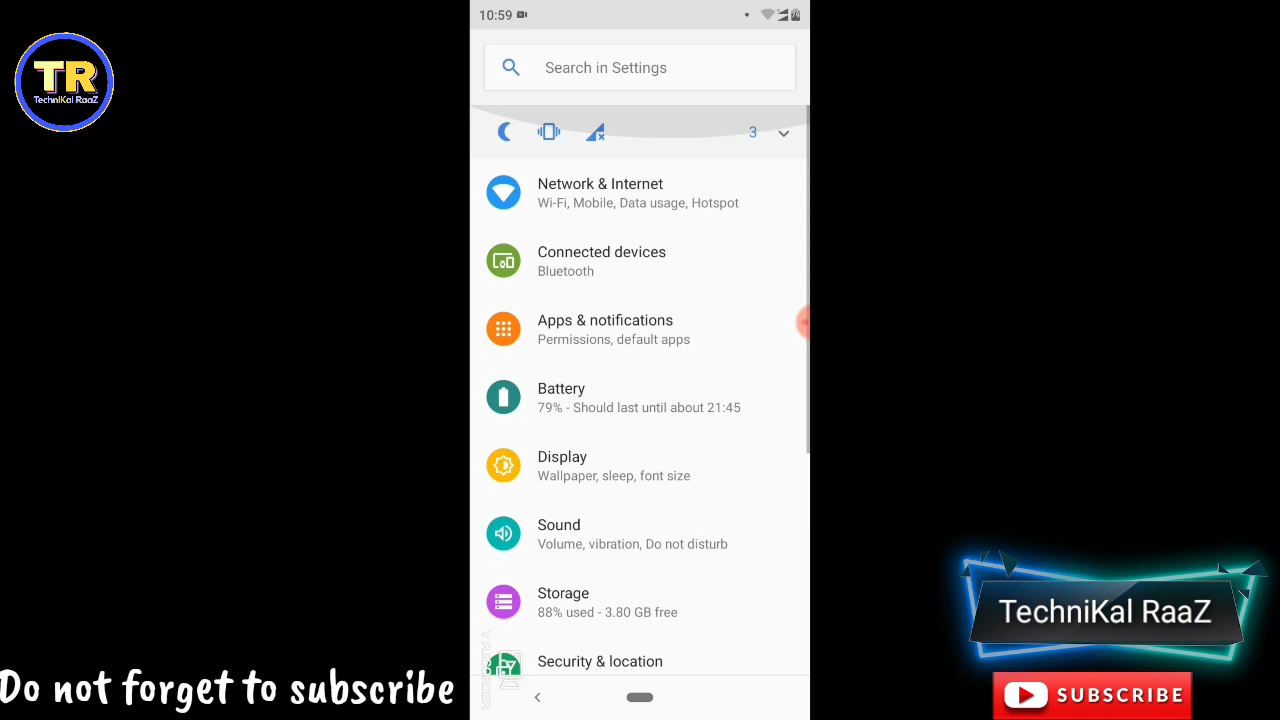 10:59
TR
TechniKal RaaZ
Search in Settings
3
Network & Internet
Wi-Fi, Mobile, Data usage, Hotspot
Connected devices
Bluetooth
Apps & notifications
Permissions, default apps
Battery
79% - Should last until about 21:45
Display
Wallpaper, sleep, font size
Sound
Volume, vibration, Do not disturb
Storage
88% used - 3.80 GB free
Security & location
TechniKal RaaZ
Do not forget to subscribe
SUBSCRIBE